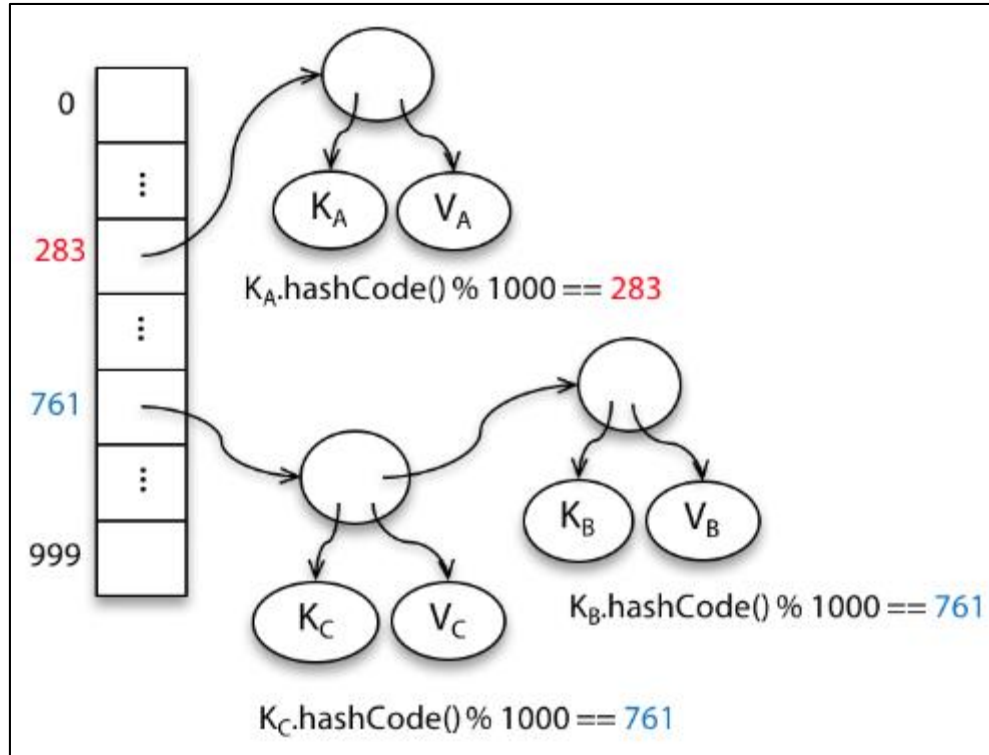 0
⋮
283
⋮
761
⋮
999
K_A V_A
K_A.hashCode() % 1000 == 283
K_B V_B
K_B.hashCode() % 1000 == 761
K_C V_C
K_C.hashCode() % 1000 == 761